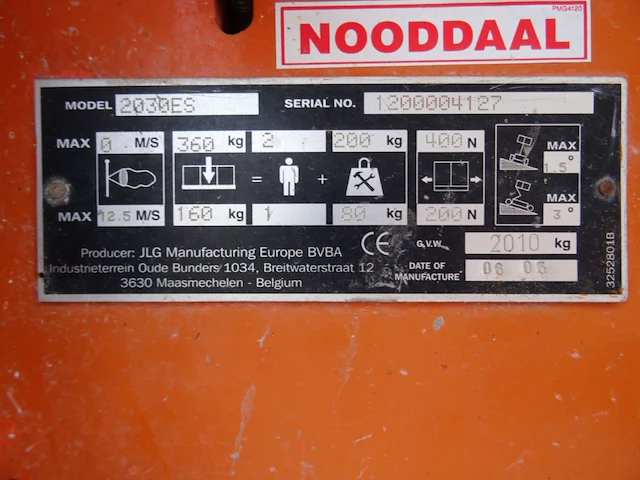 PMG4120
NOODDAAL
MODEL 2030ES SERIAL NO. 1200004127
MAX 0 M/S 360 kg 2 200 kg 400 N MAX 1.5°
= +
MAX 12.5 M/S 160 kg 1 80 kg 200 N MAX 3°
Producer: JLG Manufacturing Europe BVBA
Industrieterrein Oude Bunders 1034, Breitwaterstraat 12
3630 Maasmechelen - Belgium
CE
G.V.W. 2010 kg
DATE OF MANUFACTURE 06 05
3252801B